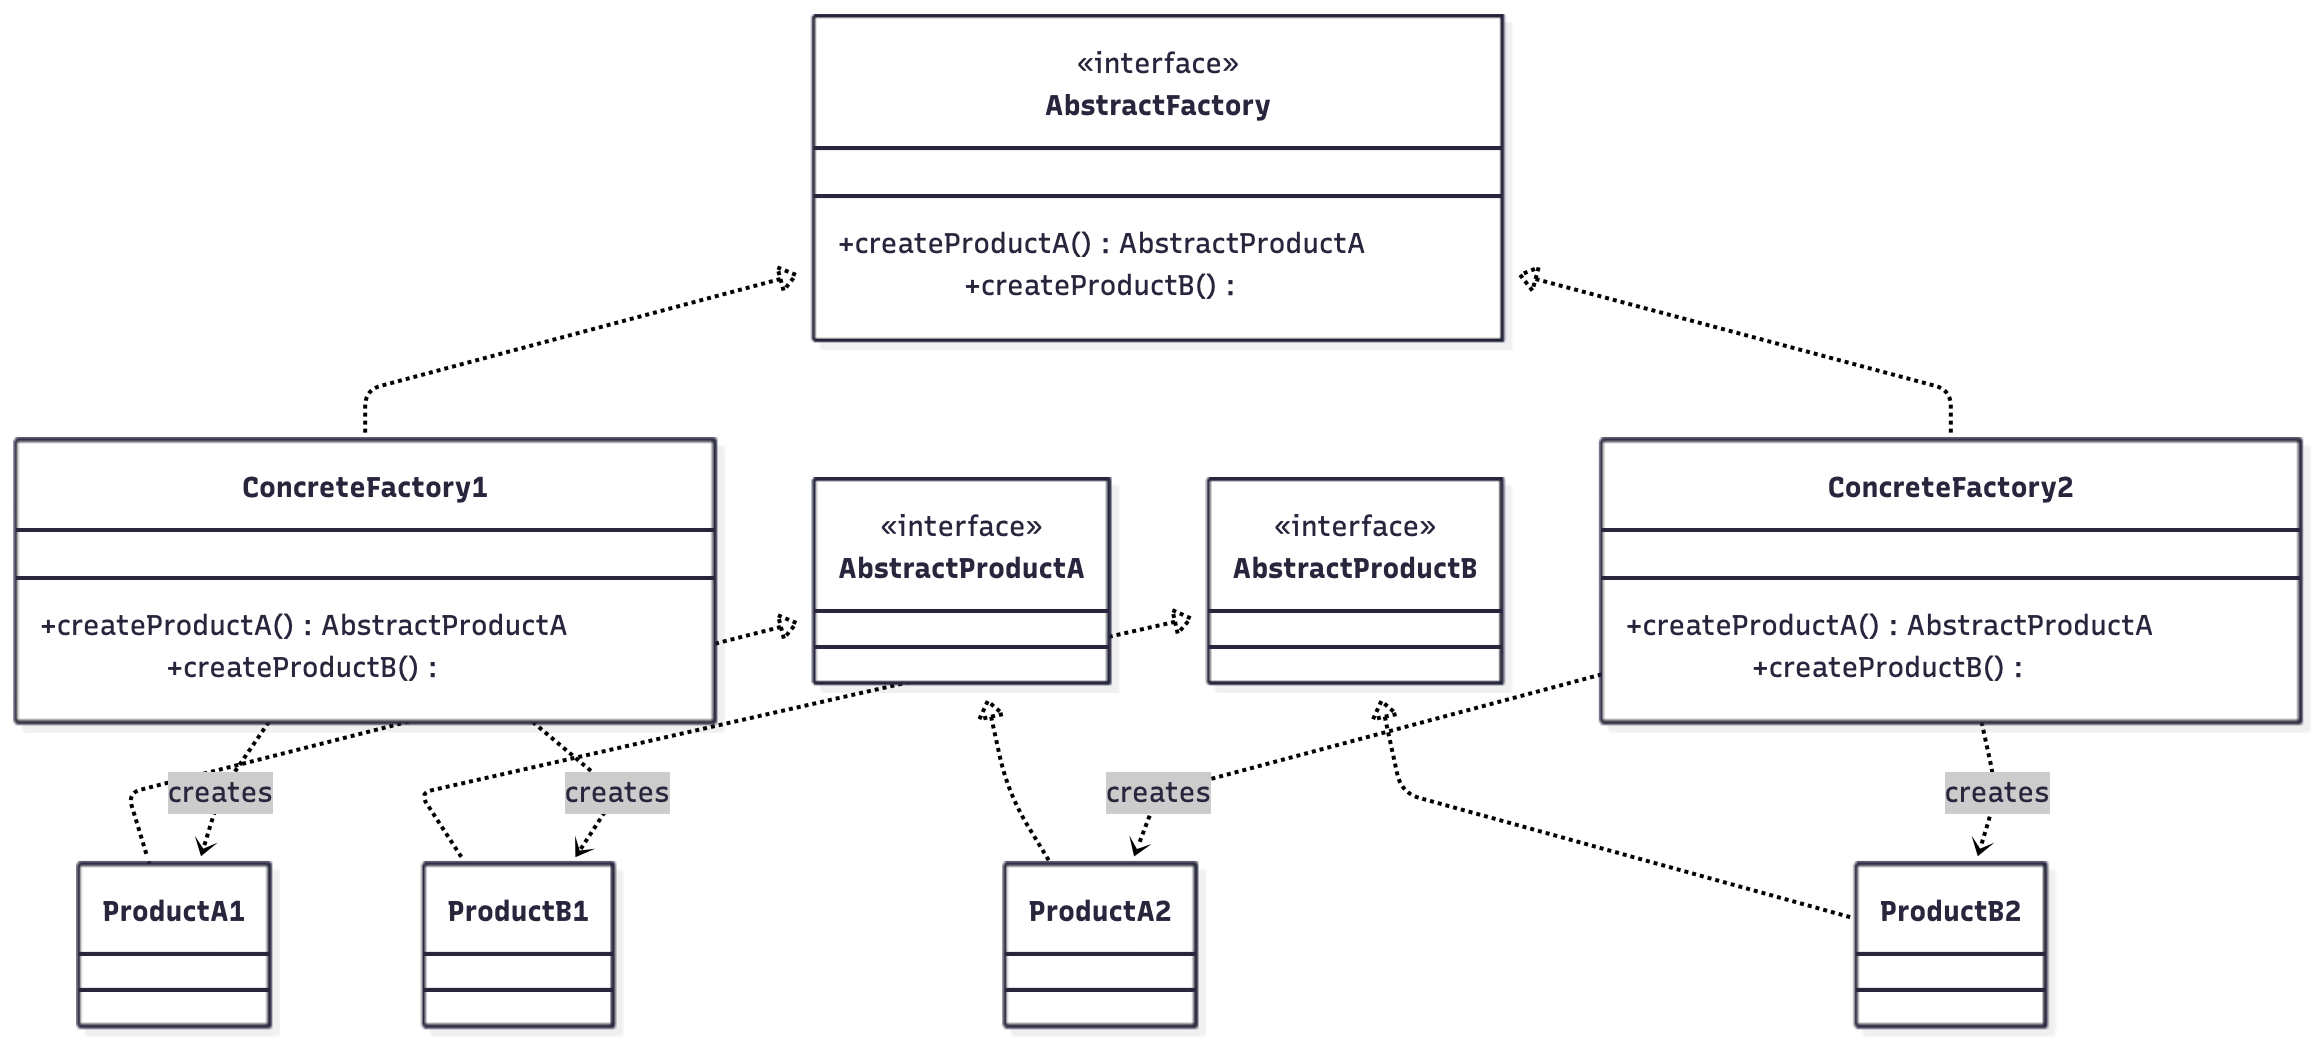 «interface»
AbstractFactory
+createProductA() : AbstractProductA
+createProductB() :
ConcreteFactory1
+createProductA() : AbstractProductA
+createProductB() :
«interface»
AbstractProductA
«interface»
AbstractProductB
ConcreteFactory2
+createProductA() : AbstractProductA
+createProductB() :
creates
creates
creates
creates
ProductA1
ProductB1
ProductA2
ProductB2